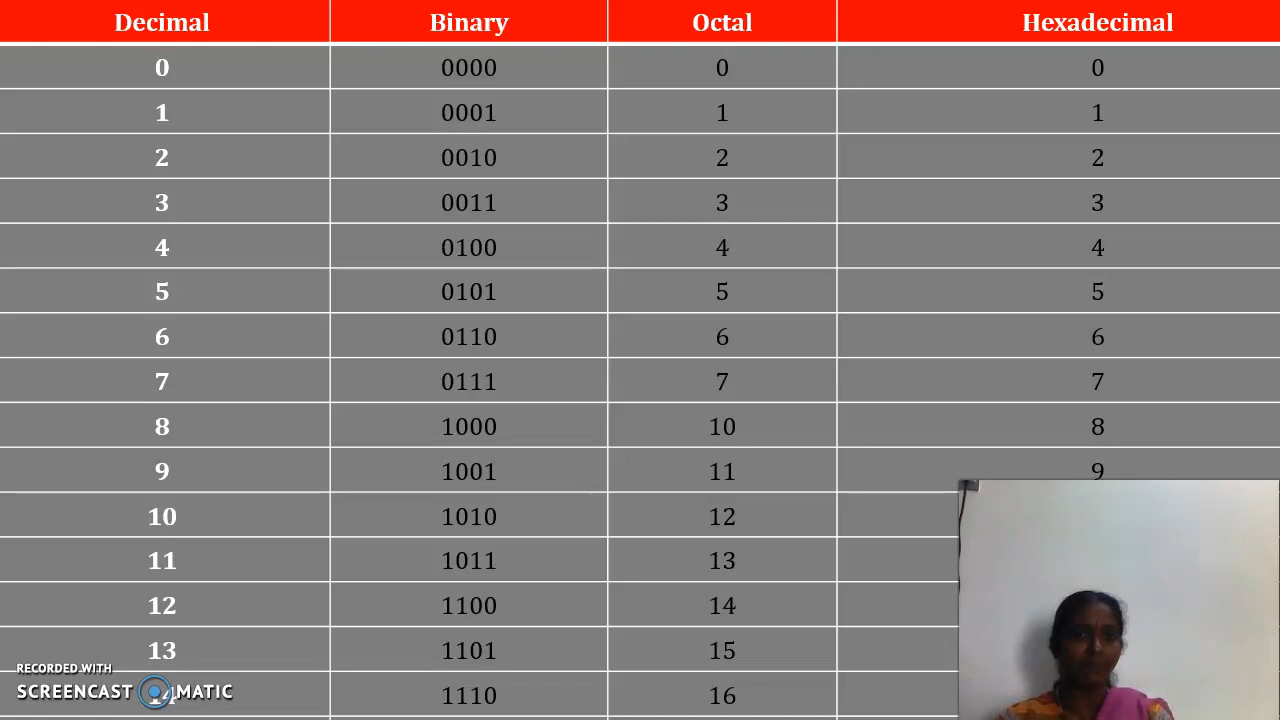 Decimal Binary Octal Hexadecimal
0 0000 0 0
1 0001 1 1
2 0010 2 2
3 0011 3 3
4 0100 4 4
5 0101 5 5
6 0110 6 6
7 0111 7 7
8 1000 10 8
9 1001 11 9
10 1010 12
11 1011 13
12 1100 14
13 1101 15
RECORDED WITH
SCREENCAST MATIC
14 1110 16